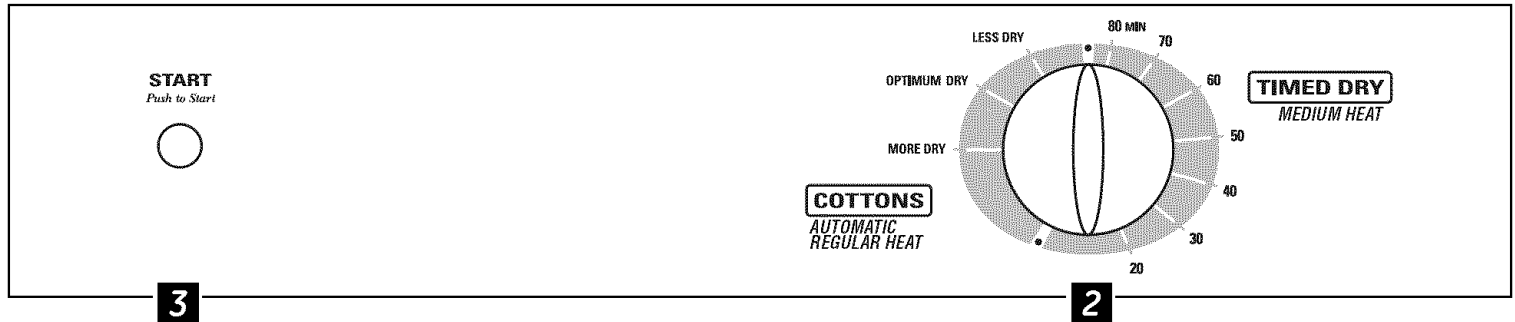 START
Push to Start
LESS DRY
OPTIMUM DRY
MORE DRY
COTTONS
AUTOMATIC
REGULAR HEAT
80 MIN
70
60
50
40
30
20
TIMED DRY
MEDIUM HEAT
3
2